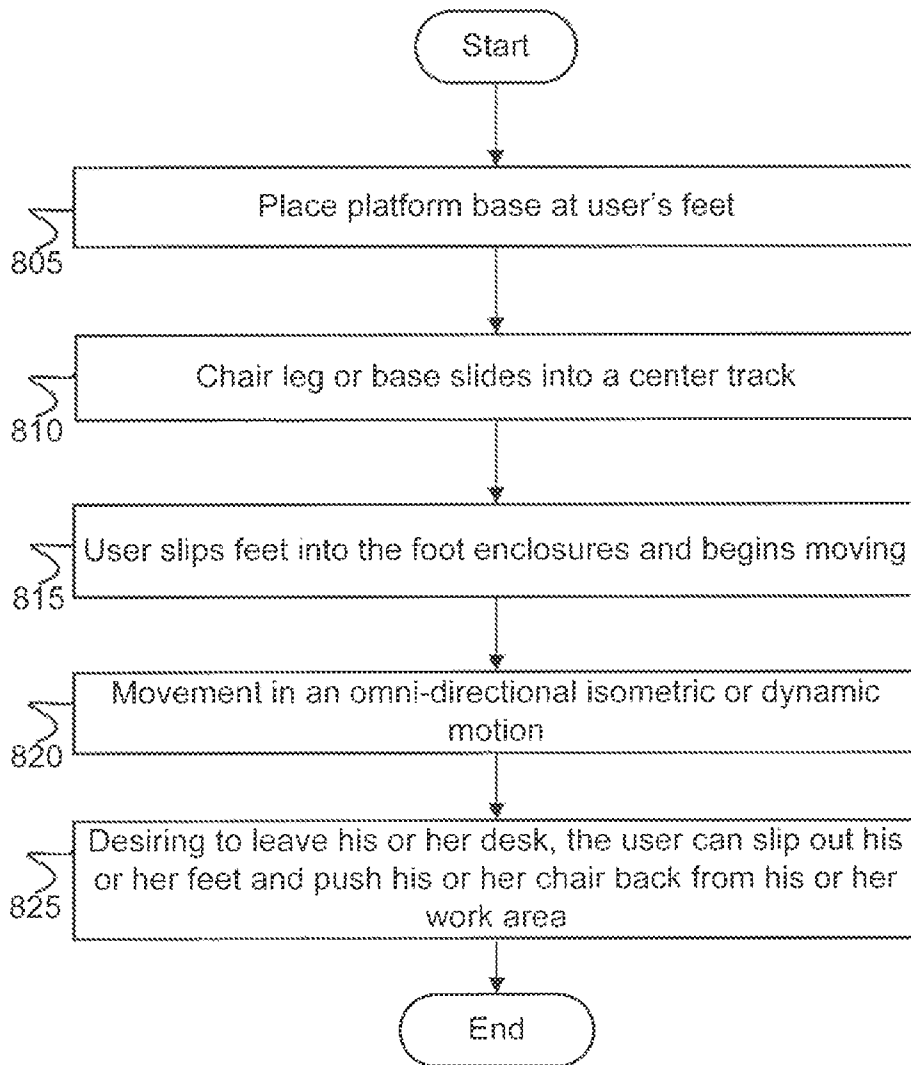 Start
Place platform base at user's feet
805
Chair leg or base slides into a center track
810
User slips feet into the foot enclosures and begins moving
815
Movement in an omni-directional isometric or dynamic
motion
820
Desiring to leave his or her desk, the user can slip out his
or her feet and push his or her chair back from his or her
work area
825
End